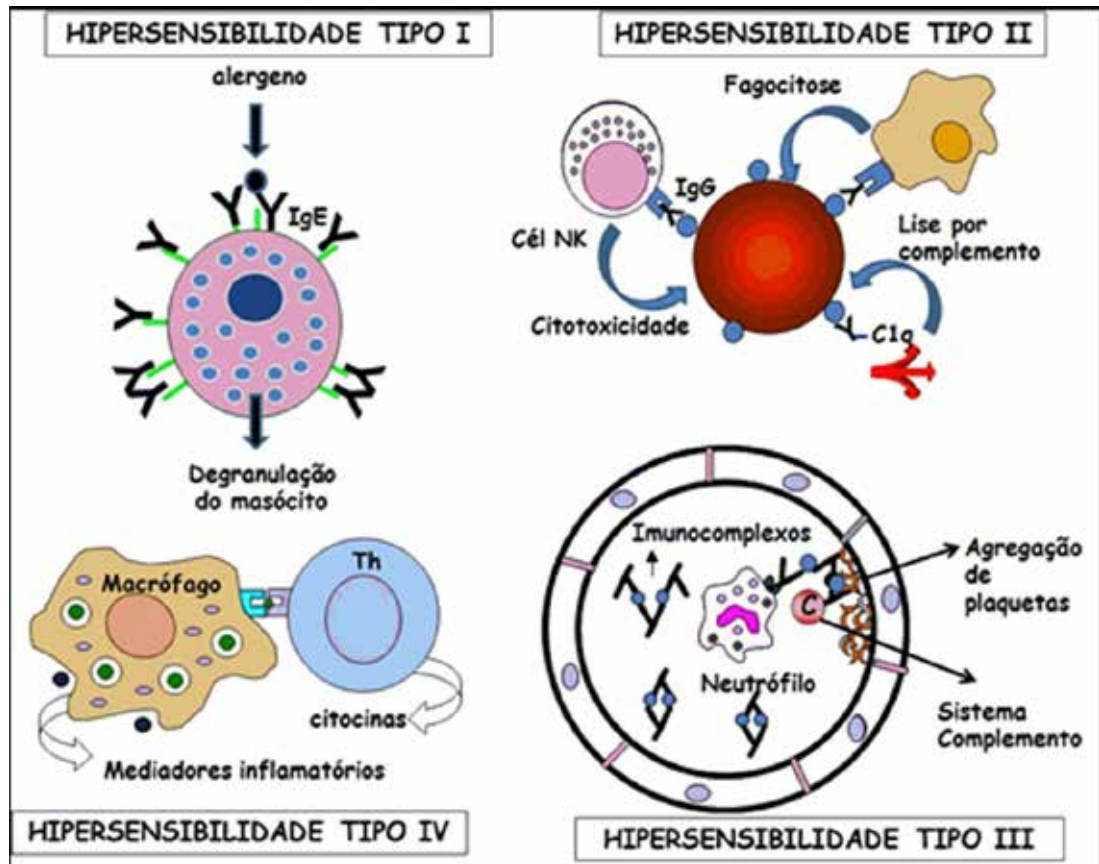 HIPERSENSIBILIDADE TIPO I
alergeno
IgE
Degranulação
do masócito
HIPERSENSIBILIDADE TIPO II
Fagocitose
IgG
Cél NK
Lise por
complemento
Citotoxicidade
C1q
Macrófago
Th
citocinas
Mediadores inflamatórios
HIPERSENSIBILIDADE TIPO IV
Imunocomplexos
Agregação
de
plaquetas
C
Neutrófilo
Sistema
Complemento
HIPERSENSIBILIDADE TIPO III